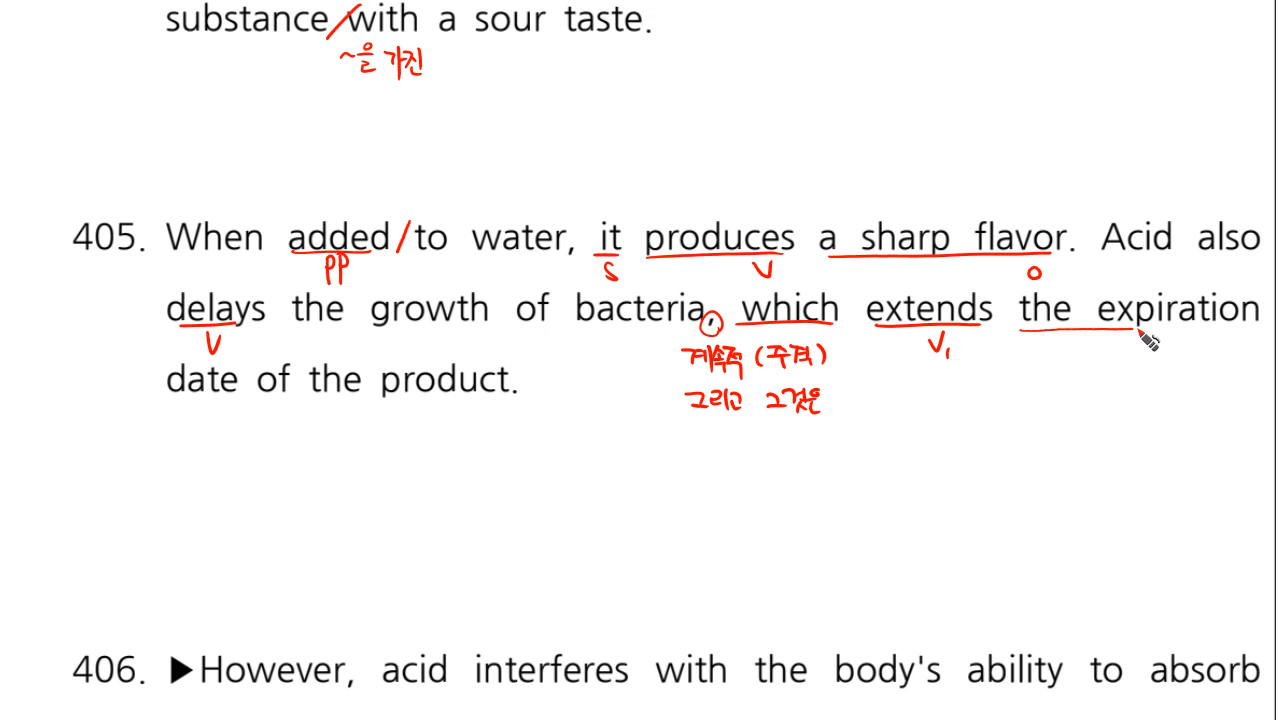 substance with a sour taste.
~을 가진
405. When added to water, it produces a sharp flavor. Acid also
PP S V O
delays the growth of bacteria, which extends the expiration
V 계속적 (주격) V1
date of the product.
그리고 그것은
406. ▶However, acid interferes with the body's ability to absorb